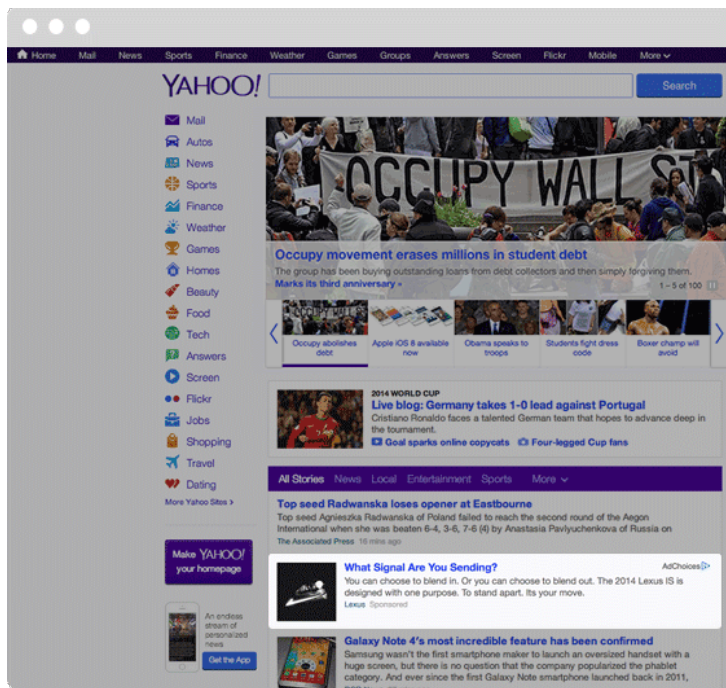 Home Mail News Sports Finance Weather Games Groups Answers Screen Flickr Mobile More
YAHOO!
Search
Mail
Autos
News
Sports
Finance
Weather
Games
Homes
Beauty
Food
Tech
Answers
Screen
Flickr
Jobs
Shopping
Travel
Dating
More Yahoo Sites >
Make YAHOO!
your homepage
An endless
stream of
personalized
news
Get the App
OCCUPY WALL ST
Occupy movement erases millions in student debt
The group has been buying outstanding loans from debt collectors and then simply forgiving them.
Marks its third anniversary »
1 – 5 of 100
Occupy abolishes
debt
Apple iOS 8 available
now
Obama speaks to
troops
Students fight dress
code
Boxer champ will
avoid
2014 WORLD CUP
Live blog: Germany takes 1-0 lead against Portugal
Cristiano Ronaldo faces a talented German team that hopes to advance deep in
the tournament.
Goal sparks online copycats Four-legged Cup fans
All Stories News Local Entertainment Sports More
Top seed Radwanska loses opener at Eastbourne
Top seed Agnieszka Radwanska of Poland failed to reach the second round of the Aegon
International when she was beaten 6-4, 3-6, 7-6 (4) by Anastasia Pavlyuchenkova of Russia on
The Associated Press 16 mins ago
What Signal Are You Sending?
AdChoices
You can choose to blend in. Or you can choose to blend out. The 2014 Lexus IS is
designed with one purpose. To stand apart. Its your move.
Lexus Sponsored
Galaxy Note 4's most incredible feature has been confirmed
Samsung wasn't the first smartphone maker to launch an oversized handset with a
huge screen, but there is no question that the company popularized the phablet
category. And ever since the first Galaxy Note smartphone launched back in 2011,